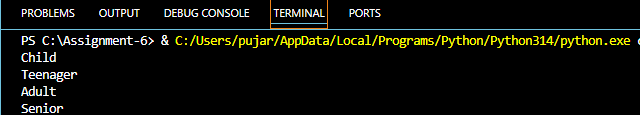 PROBLEMS OUTPUT DEBUG CONSOLE TERMINAL PORTS
PS C:\Assignment-6> & C:/Users/pujar/AppData/Local/Programs/Python/Python314/python.exe
Child
Teenager
Adult
Senior